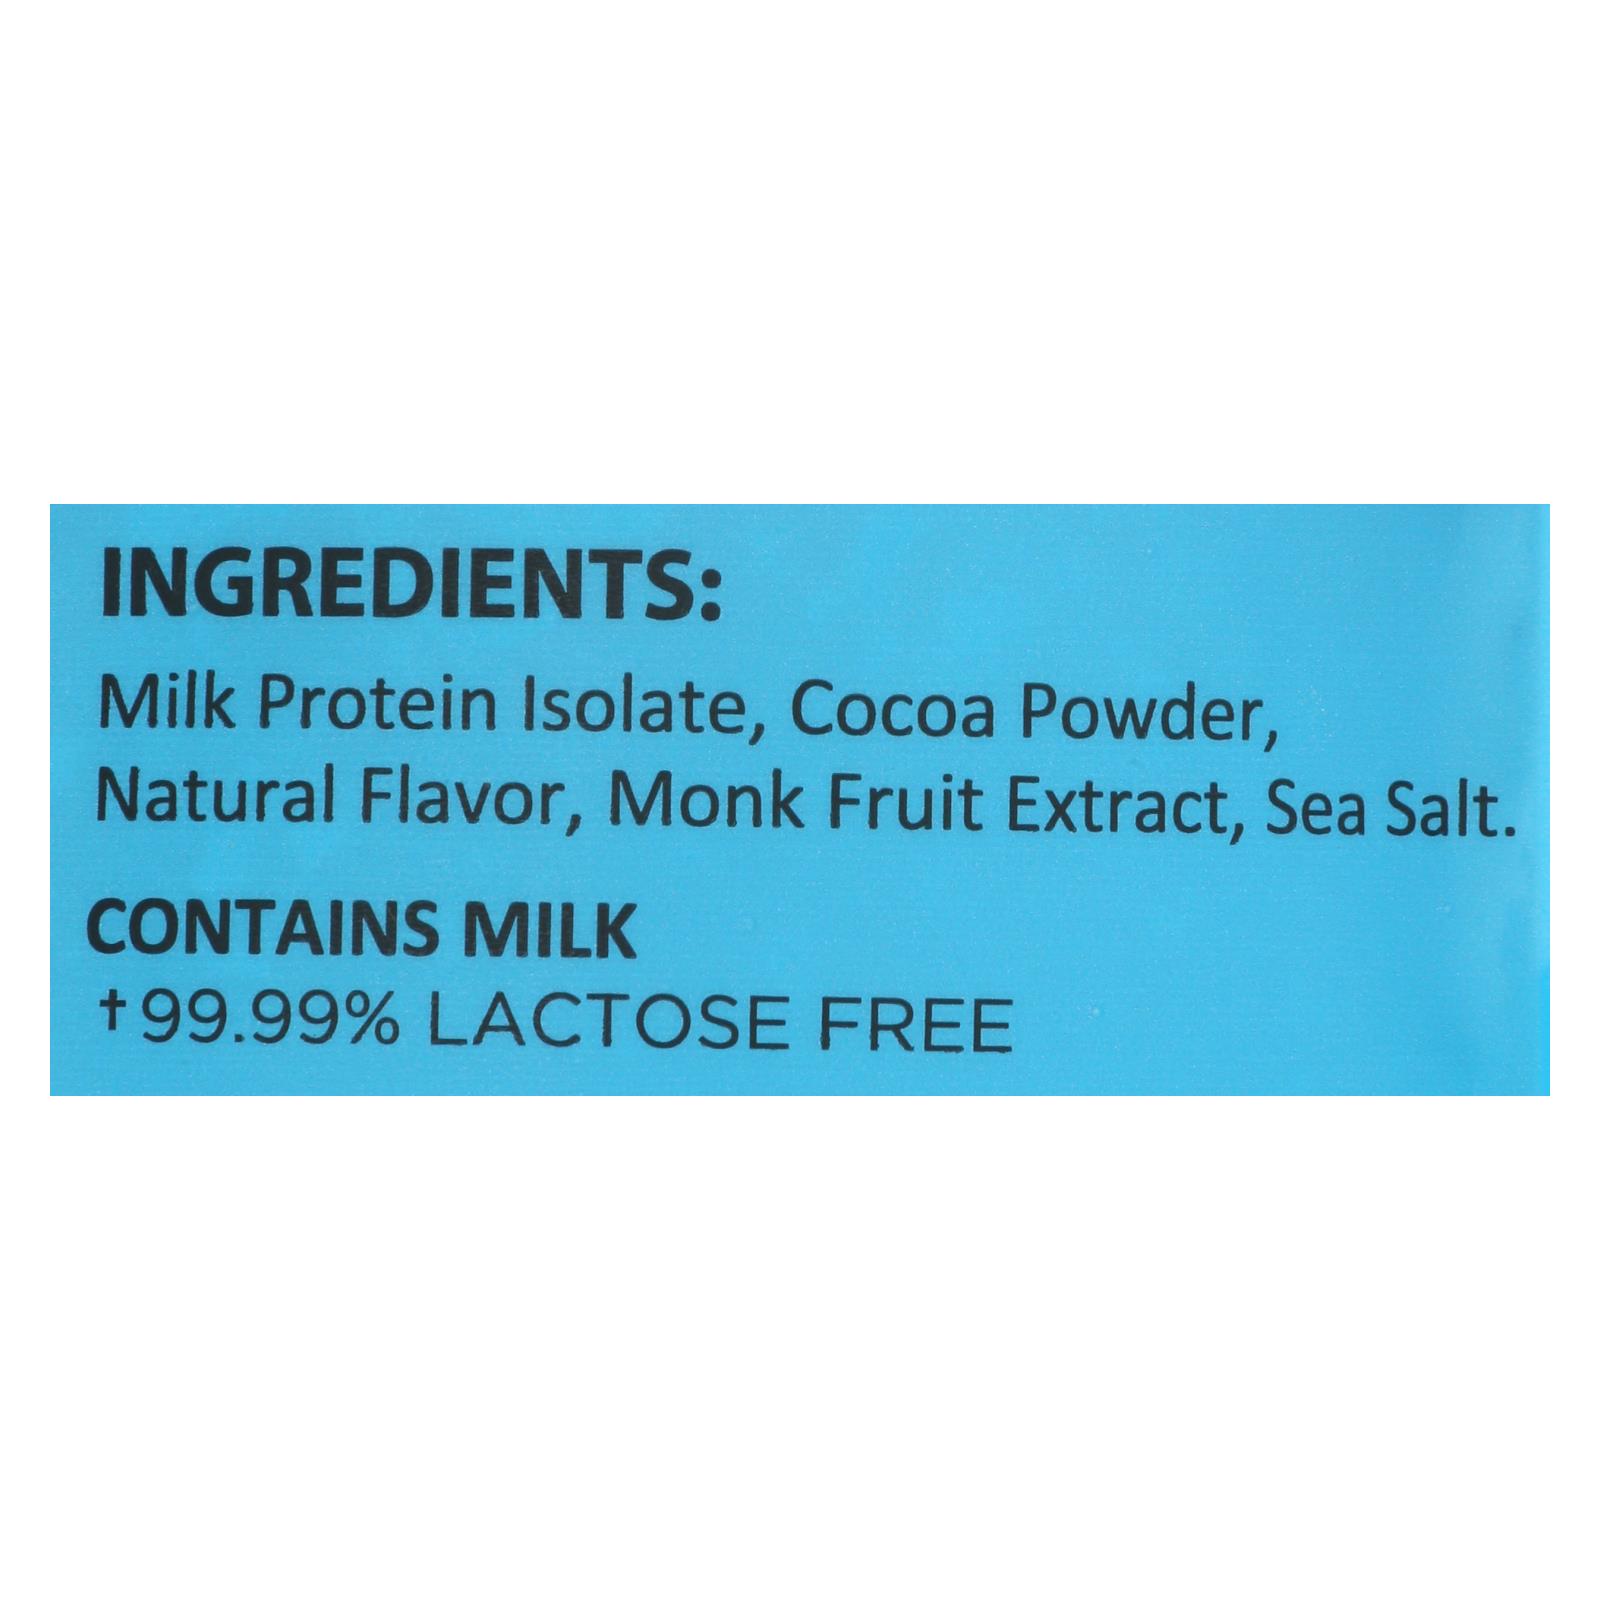 INGREDIENTS:
Milk Protein Isolate, Cocoa Powder,
Natural Flavor, Monk Fruit Extract, Sea Salt.
CONTAINS MILK
†99.99% LACTOSE FREE